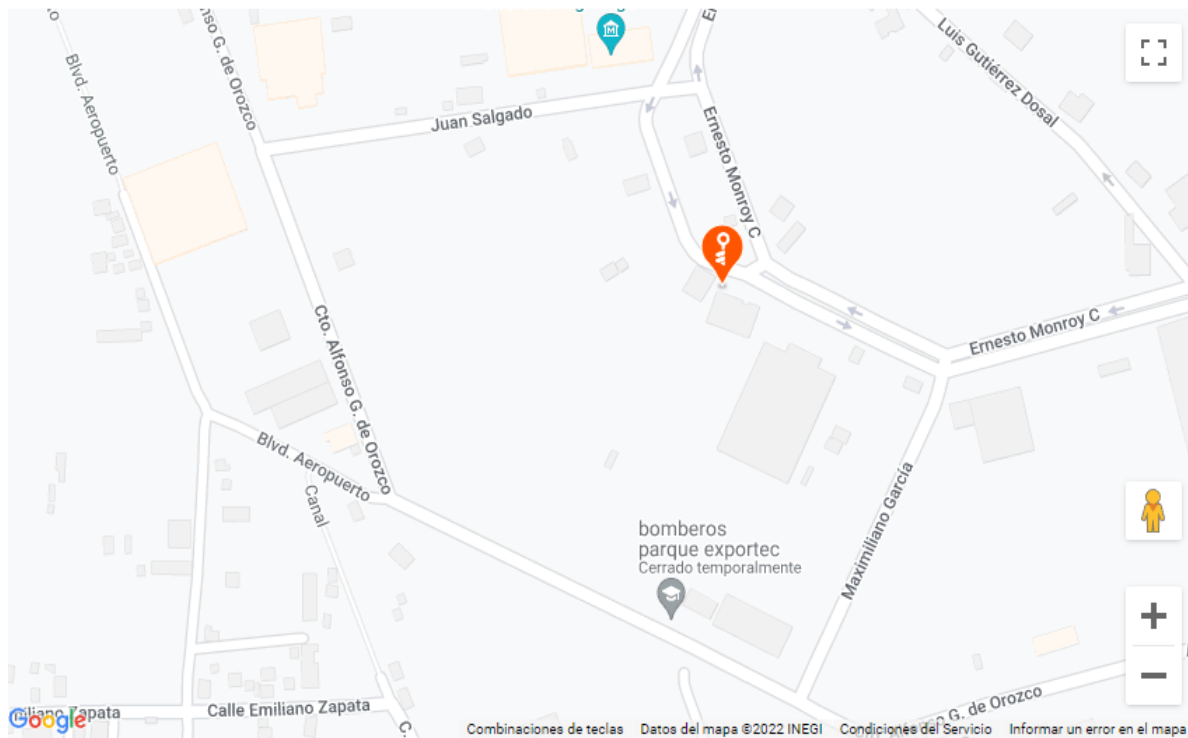 Alfonso G. de Orozco
Luis Gutiérrez Dosal
Blvd. Aeropuerto
Juan Salgado
Ernesto Monroy C
Cto. Alfonso G. de Orozco
Ernesto Monroy C
Blvd. Aeropuerto
Canal
Maximiliano García
bomberos
parque exportec
Cerrado temporalmente
Calle Emiliano Zapata
Google
Combinaciones de teclas Datos del mapa ©2022 INEGI Condiciones del Servicio Informar un error en el mapa